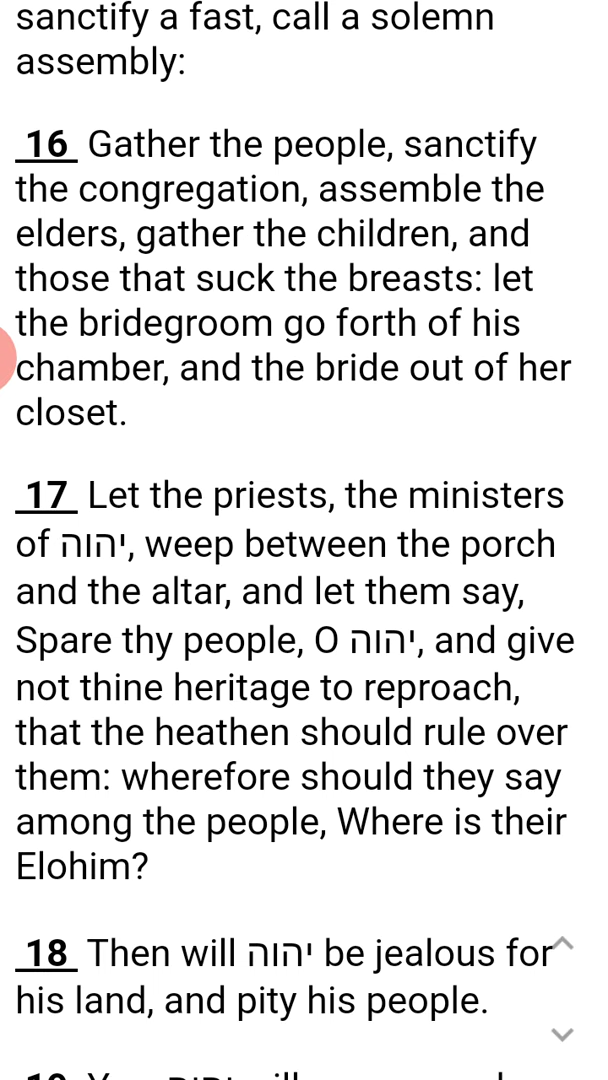 sanctify a fast, call a solemn
assembly:
16 Gather the people, sanctify
the congregation, assemble the
elders, gather the children, and
those that suck the breasts: let
the bridegroom go forth of his
chamber, and the bride out of her
closet.
17 Let the priests, the ministers
of יהוה, weep between the porch
and the altar, and let them say,
Spare thy people, O יהוה, and give
not thine heritage to reproach,
that the heathen should rule over
them: wherefore should they say
among the people, Where is their
Elohim?
18 Then will יהוה be jealous for
his land, and pity his people.